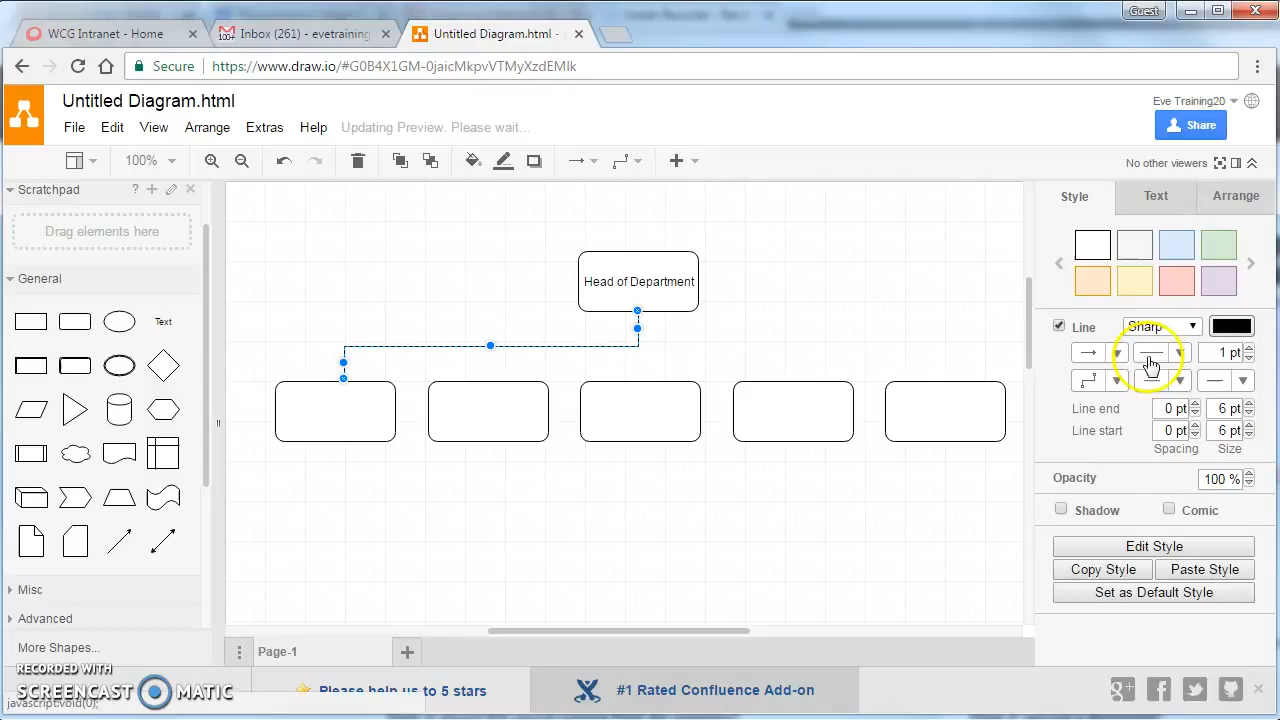 Guest
WCG Intranet - Home
Inbox (261) - evetraining
Untitled Diagram.html -
Secure
https://www.draw.io/#G0B4X1GM-0jaicMkpvVTMyXzdEMlk
Untitled Diagram.html
Eve Training20
File Edit View Arrange Extras Help Updating Preview. Please wait...
Share
100%
No other viewers
Scratchpad
?
Style Text Arrange
Drag elements here
General
Head of Department
Text
Line Sharp
1 pt
Line end 0 pt 6 pt
Line start 0 pt 6 pt
Spacing Size
Opacity 100 %
Shadow Comic
Edit Style
Copy Style Paste Style
Set as Default Style
Misc
Advanced
More Shapes...
Page-1
RECORDED WITH
SCREENCAST MATIC
Please help us to 5 stars
#1 Rated Confluence Add-on
javascript:void(0);